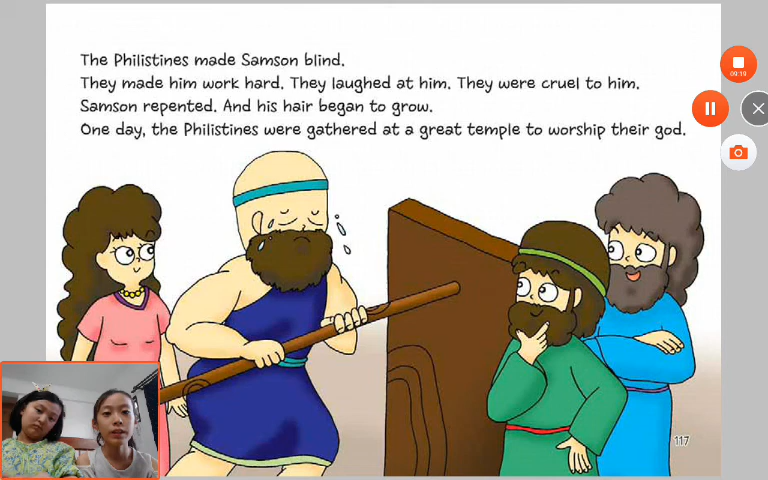 The Philistines made Samson blind.
They made him work hard. They laughed at him. They were cruel to him.
Samson repented. And his hair began to grow.
One day, the Philistines were gathered at a great temple to worship their god.
09:19
117